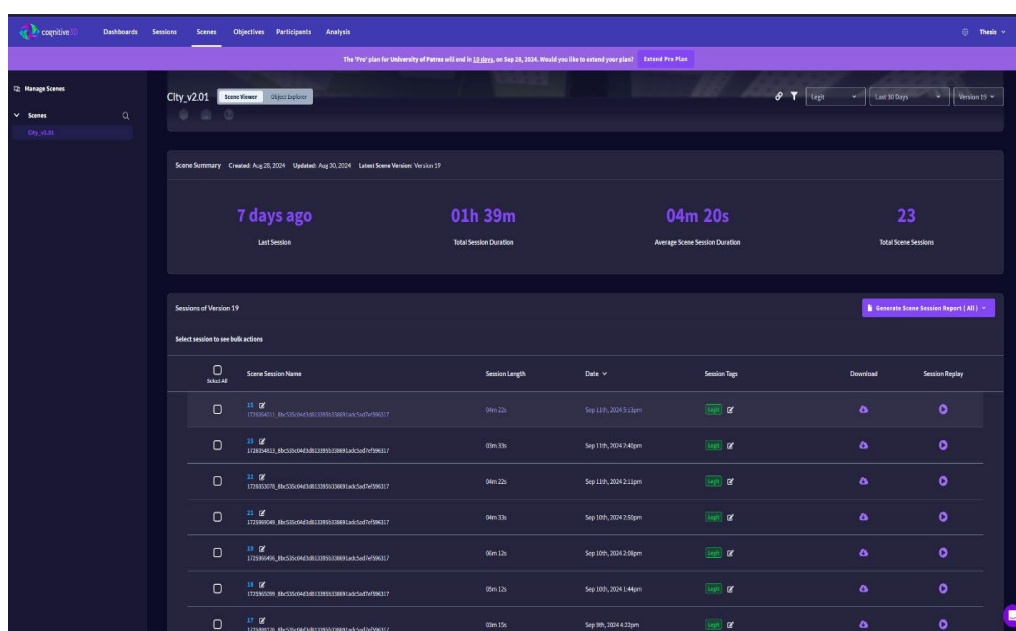 cognitive3D Dashboards Sessions Scenes Objectives Participants Analysis Thesis
The 'Pro' plan for University of Patras will end in 10 days, on Sep 28, 2024. Would you like to extend your plan? Extend Pro Plan
Manage Scenes
Scenes
City_v2.01
City_v2.01 Scene Viewer Object Explorer Legit Last 30 Days
Scene Summary Created: Aug 28, 2024 Updated: Aug 30, 2024 Latest Scene Version: Version 19
7 days ago 01h 39m 04m 20s 23
Last Session Total Session Duration Average Scene Session Duration Total Scene Sessions
Sessions of Version 19 Generate Scene Session Report ( All )
Select session to see bulk actions
Select All Scene Session Name Session Length Date Session Tags Download Session Replay
04m 22s Sep 11th, 2024 5:13pm Legit
03m 33s Sep 11th, 2024 2:40pm Legit
22 04m 22s Sep 11th, 2024 2:11pm Legit
21 04m 33s Sep 10th, 2024 2:50pm Legit
06m 12s Sep 10th, 2024 2:08pm Legit
18 05m 12s Sep 10th, 2024 1:44pm Legit
17 03m 15s Sep 9th, 2024 4:22pm